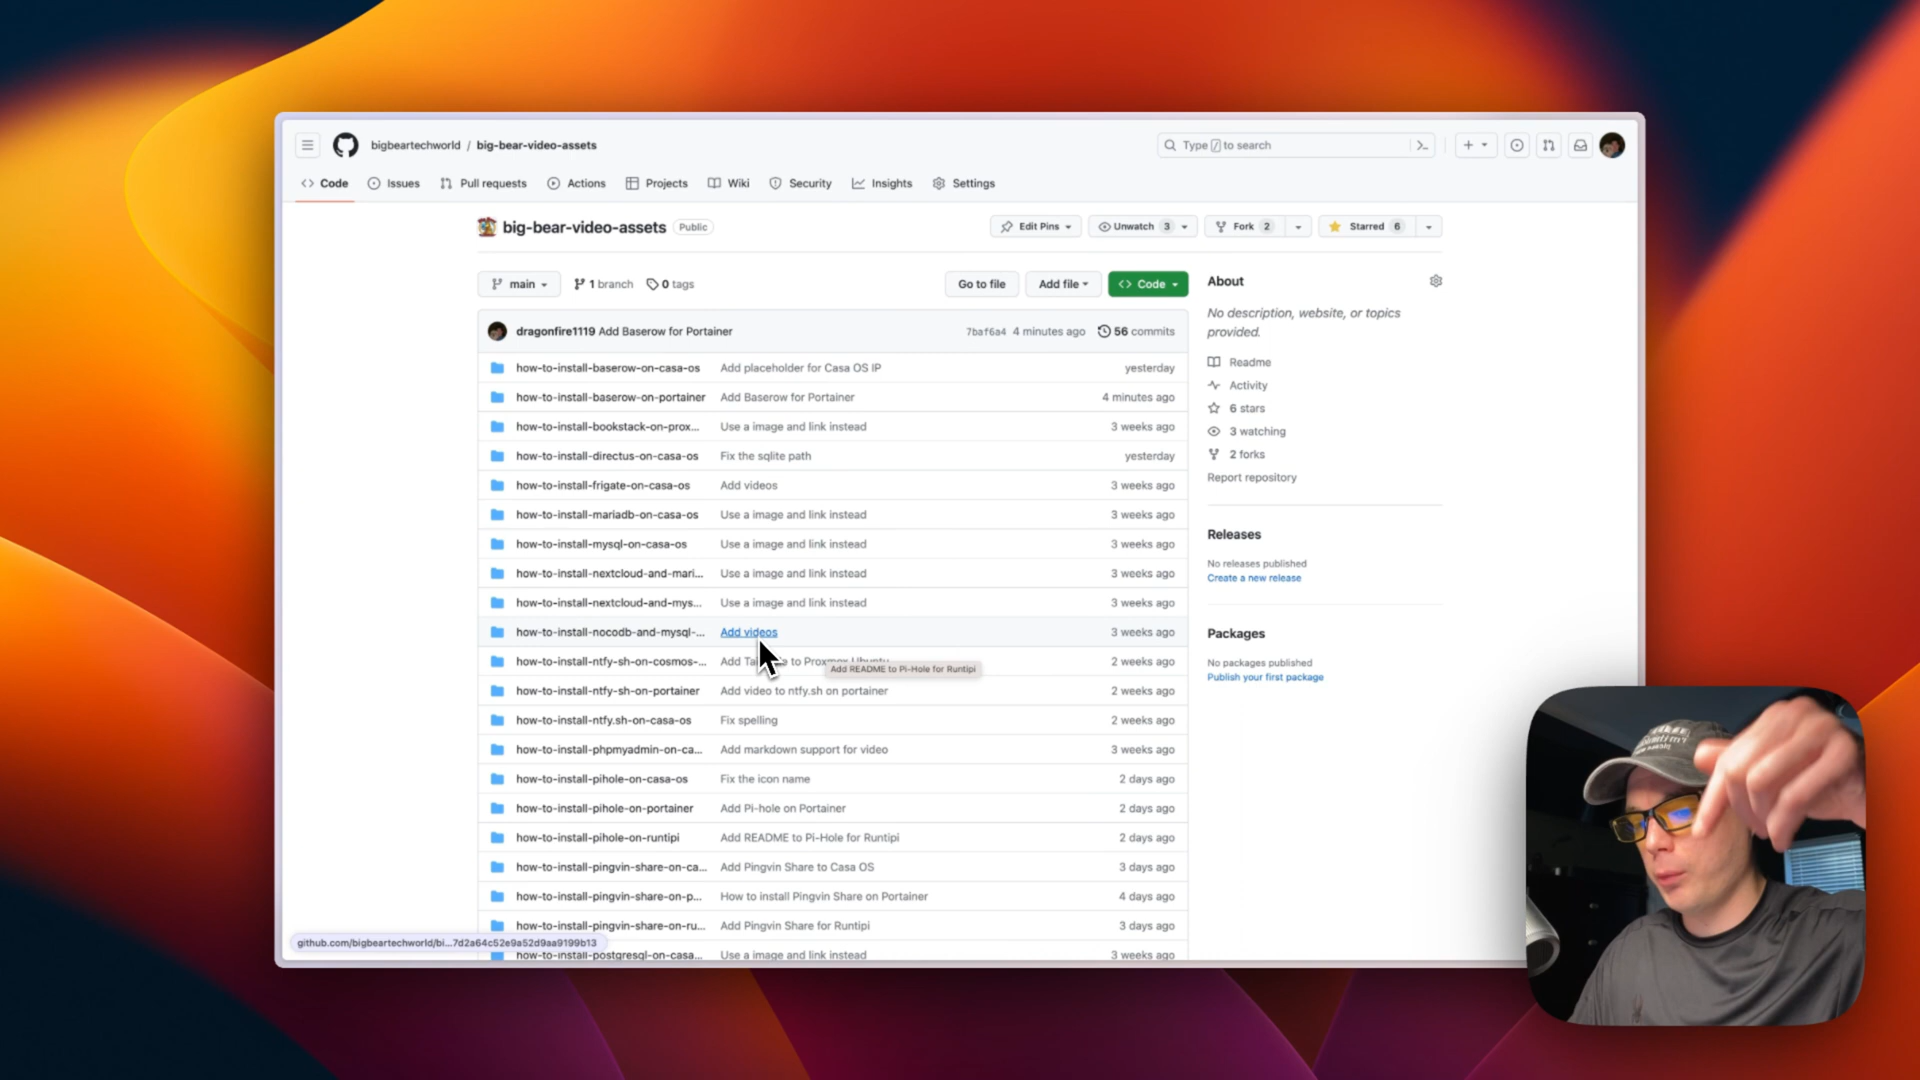 bigbeartechworld / big-bear-video-assets
Type / to search
Code
Issues
Pull requests
Actions
Projects
Wiki
Security
Insights
Settings
big-bear-video-assets Public
Edit Pins
Unwatch 3
Fork 2
Starred 6
main
1 branch
0 tags
Go to file
Add file
Code
dragonfire1119 Add Baserow for Portainer 7baf6a4 4 minutes ago 56 commits
how-to-install-baserow-on-casa-os Add placeholder for Casa OS IP yesterday
how-to-install-baserow-on-portainer Add Baserow for Portainer 4 minutes ago
how-to-install-bookstack-on-prox... Use a image and link instead 3 weeks ago
how-to-install-directus-on-casa-os Fix the sqlite path yesterday
how-to-install-frigate-on-casa-os Add videos 3 weeks ago
how-to-install-mariadb-on-casa-os Use a image and link instead 3 weeks ago
how-to-install-mysql-on-casa-os Use a image and link instead 3 weeks ago
how-to-install-nextcloud-and-mari... Use a image and link instead 3 weeks ago
how-to-install-nextcloud-and-mys... Use a image and link instead 3 weeks ago
how-to-install-nocodb-and-mysql-... Add videos 3 weeks ago
how-to-install-ntfy-sh-on-cosmos-... Add to Proxmox Ubuntu 2 weeks ago
Add README to Pi-Hole for Runtipi
how-to-install-ntfy-sh-on-portainer Add video to ntfy.sh on portainer 2 weeks ago
how-to-install-ntfy.sh-on-casa-os Fix spelling 2 weeks ago
how-to-install-phpmyadmin-on-ca... Add markdown support for video 3 weeks ago
how-to-install-pihole-on-casa-os Fix the icon name 2 days ago
how-to-install-pihole-on-portainer Add Pi-hole on Portainer 2 days ago
how-to-install-pihole-on-runtipi Add README to Pi-Hole for Runtipi 2 days ago
how-to-install-pingvin-share-on-ca... Add Pingvin Share to Casa OS 3 days ago
how-to-install-pingvin-share-on-p... How to install Pingvin Share on Portainer 4 days ago
how-to-install-pingvin-share-on-ru... Add Pingvin Share for Runtipi 3 days ago
how-to-install-postgresql-on-casa... Use a image and link instead 3 weeks ago
github.com/bigbeartechworld/bi...7d2a64c52e9a52d9aa9199b13
About
No description, website, or topics
provided.
Readme
Activity
6 stars
3 watching
2 forks
Report repository
Releases
No releases published
Create a new release
Packages
No packages published
Publish your first package